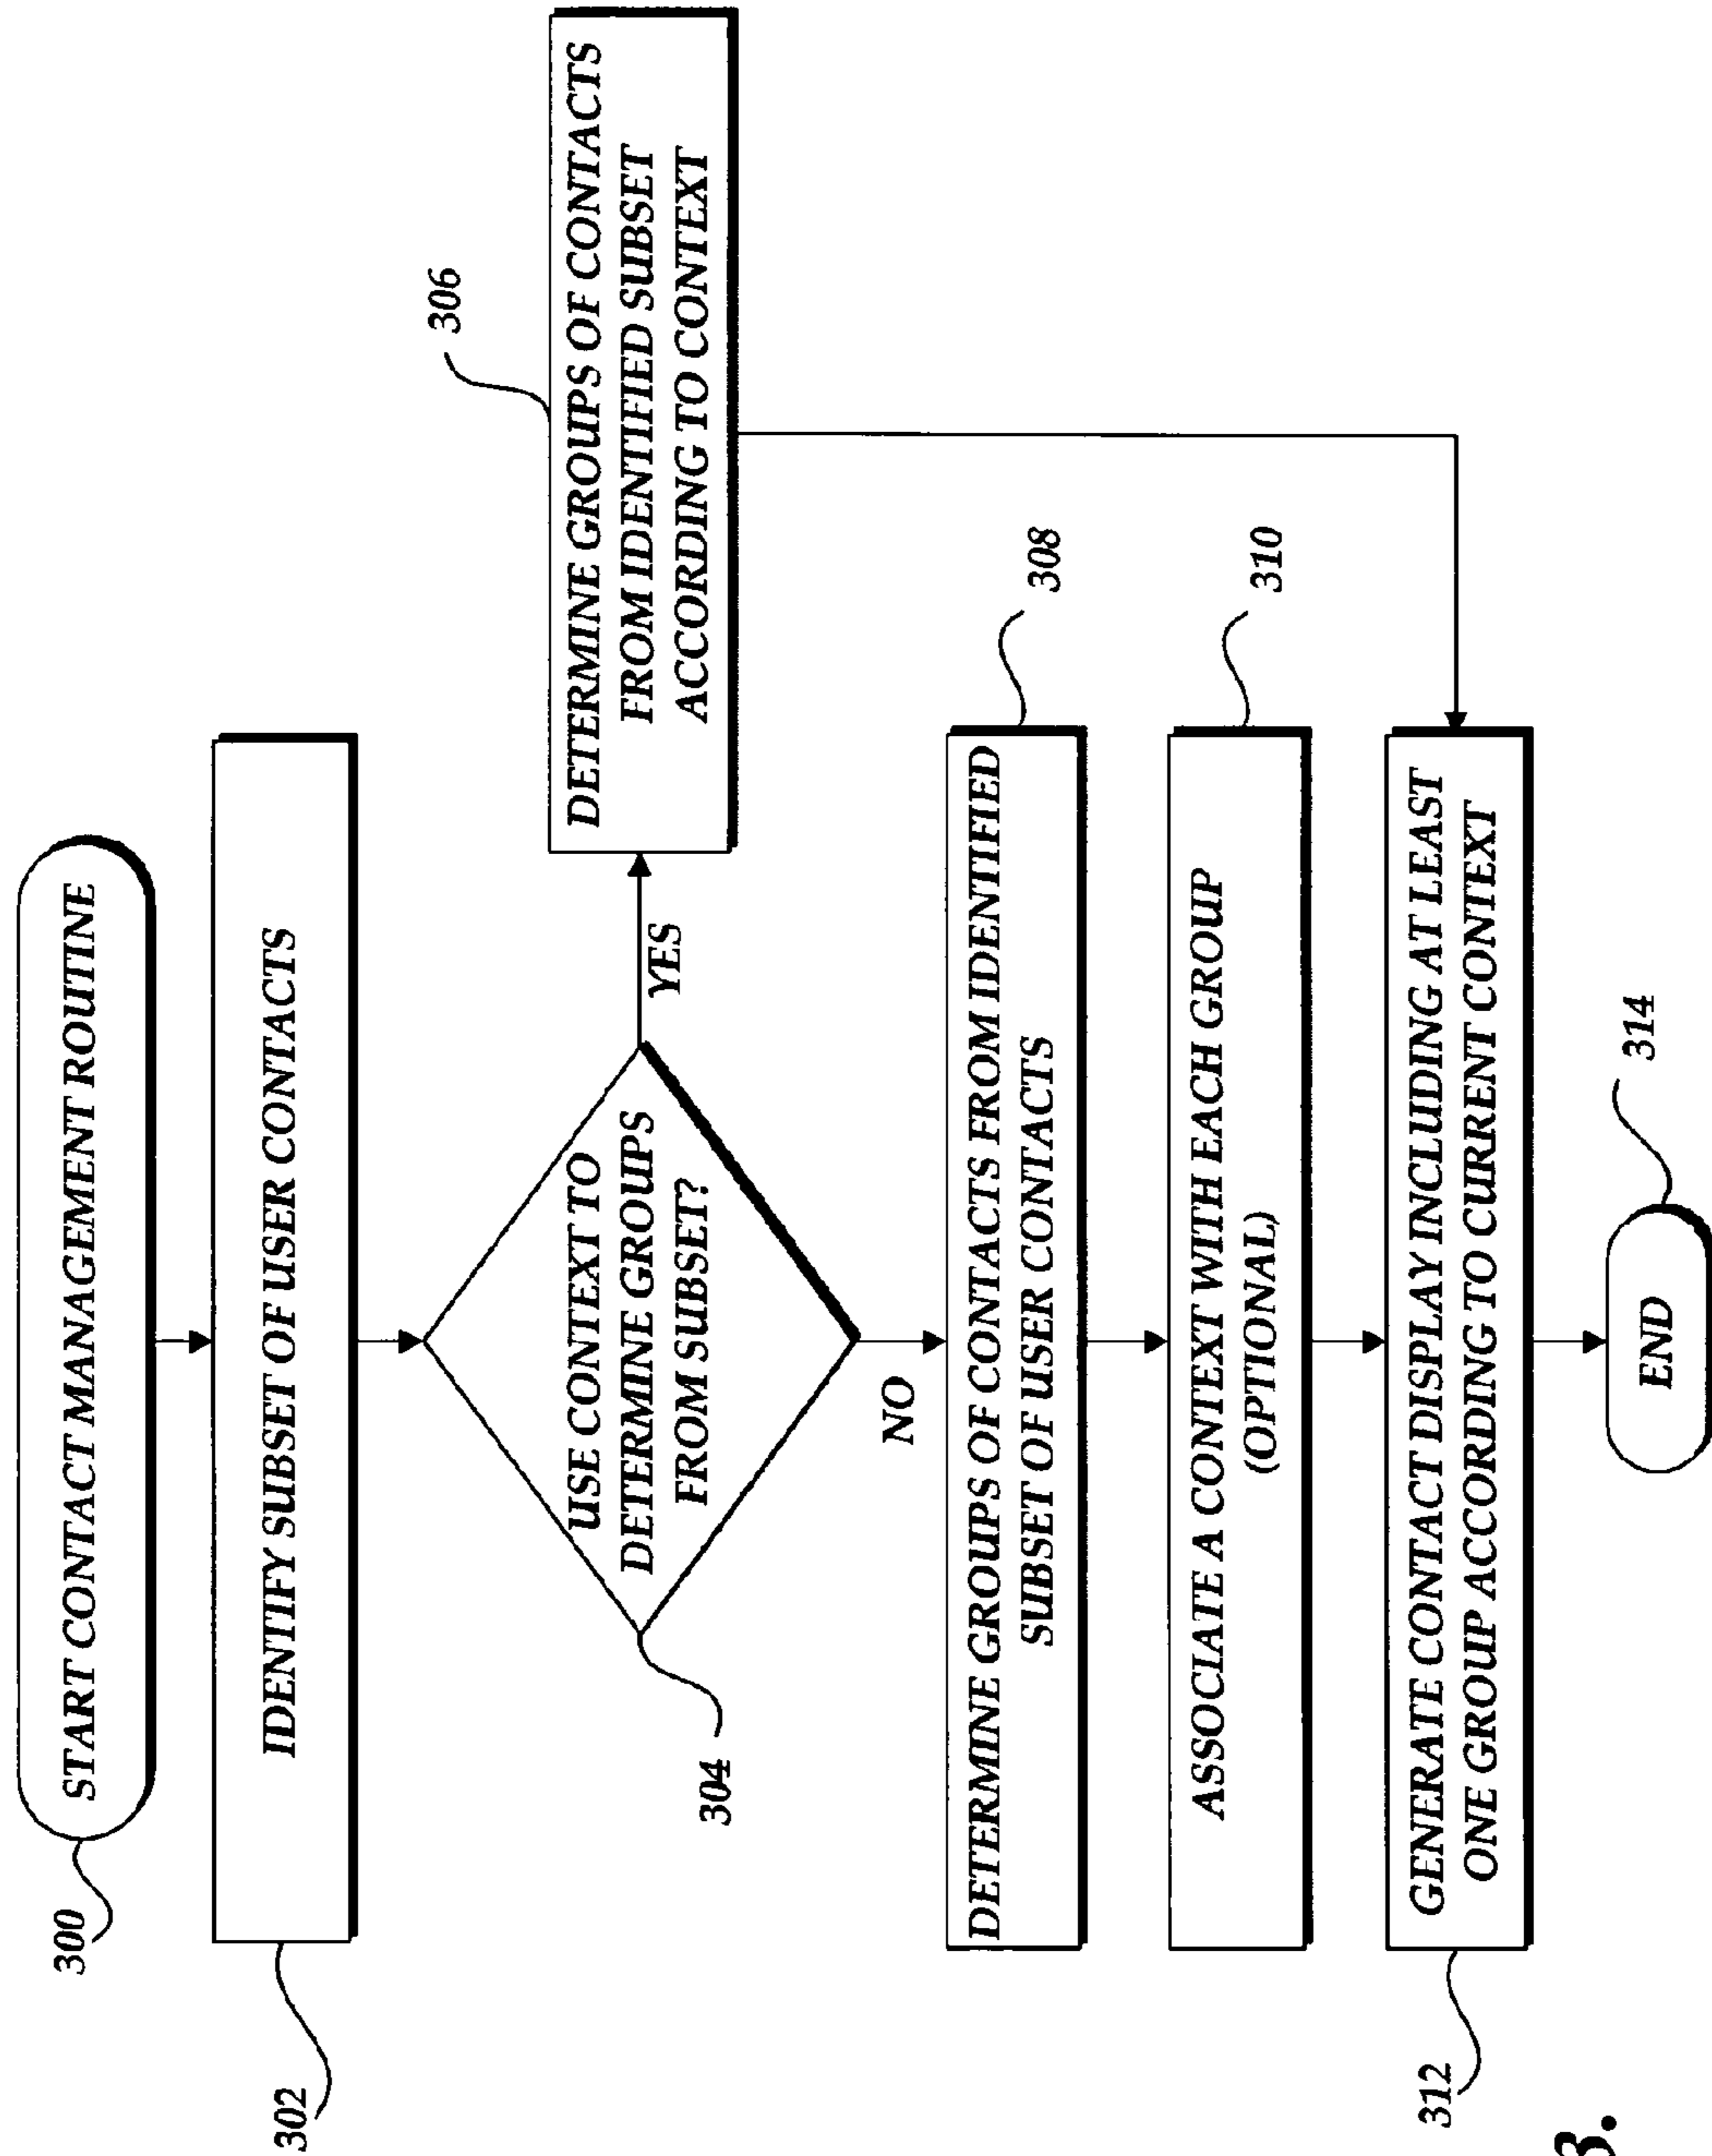 300
START CONTACT MANAGEMENT ROUTINE
302
IDENTIFY SUBSET OF USER CONTACTS
304
USE CONTEXT TO
DETERMINE GROUPS
FROM SUBSET?
YES
306
DETERMINE GROUPS OF CONTACTS
FROM IDENTIFIED SUBSET
ACCORDING TO CONTEXT
NO
308
DETERMINE GROUPS OF CONTACTS FROM IDENTIFIED
SUBSET OF USER CONTACTS
310
ASSOCIATE A CONTEXT WITH EACH GROUP
(OPTIONAL)
312
GENERATE CONTACT DISPLAY INCLUDING AT LEAST
ONE GROUP ACCORDING TO CURRENT CONTEXT
314
END
3.